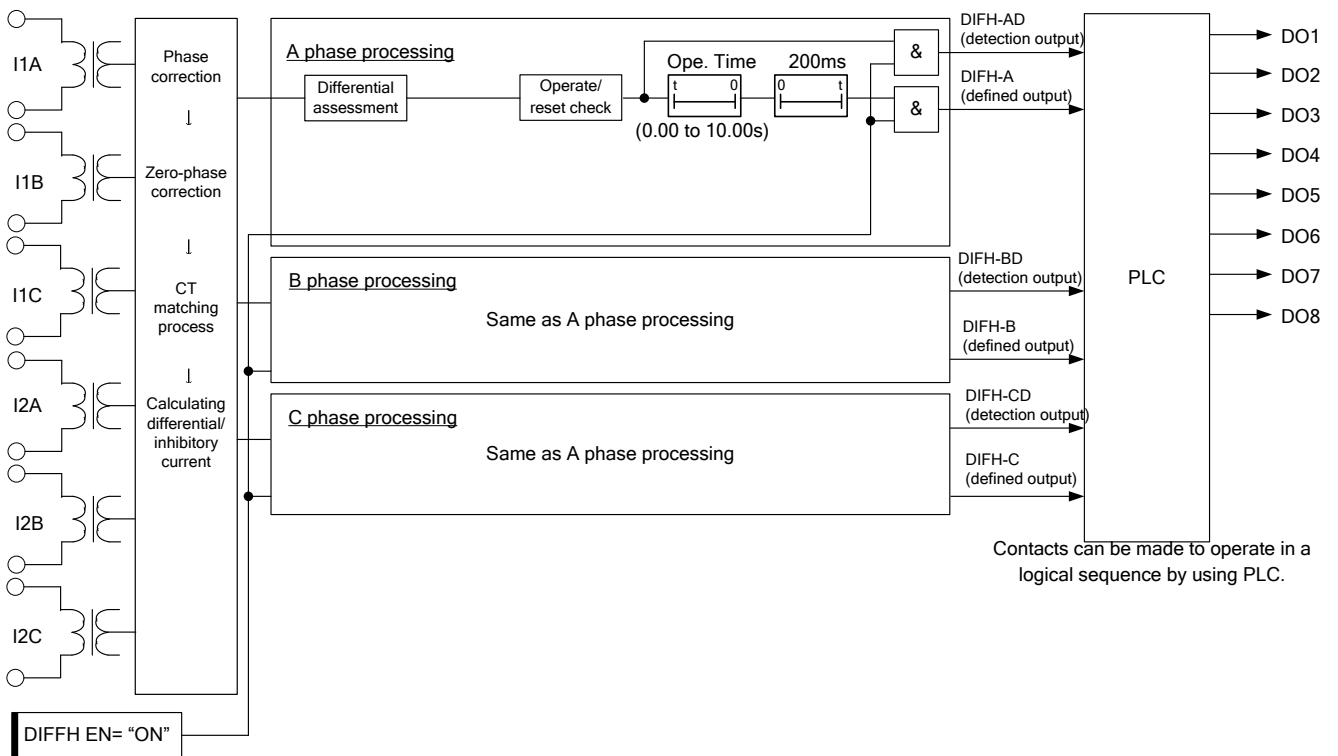 I1A
I1B
I1C
I2A
I2B
I2C
Phase
correction
↓
Zero-phase
correction
↓
CT
matching
process
↓
Calculating
differential/
inhibitory
current
DIFFH EN= “ON”
A phase processing
Differential
assessment
Operate/
reset check
Ope. Time
t 0
(0.00 to 10.00s)
200ms
0 t
&
&
B phase processing
Same as A phase processing
C phase processing
Same as A phase processing
DIFH-AD
(detection output)
DIFH-A
(defined output)
DIFH-BD
(detection output)
DIFH-B
(defined output)
DIFH-CD
(detection output)
DIFH-C
(defined output)
PLC
DO1
DO2
DO3
DO4
DO5
DO6
DO7
DO8
Contacts can be made to operate in a
logical sequence by using PLC.